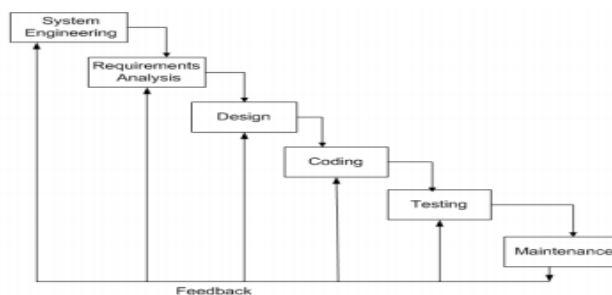 System
Engineering
Requirements
Analysis
Design
Coding
Testing
Maintenance
Feedback